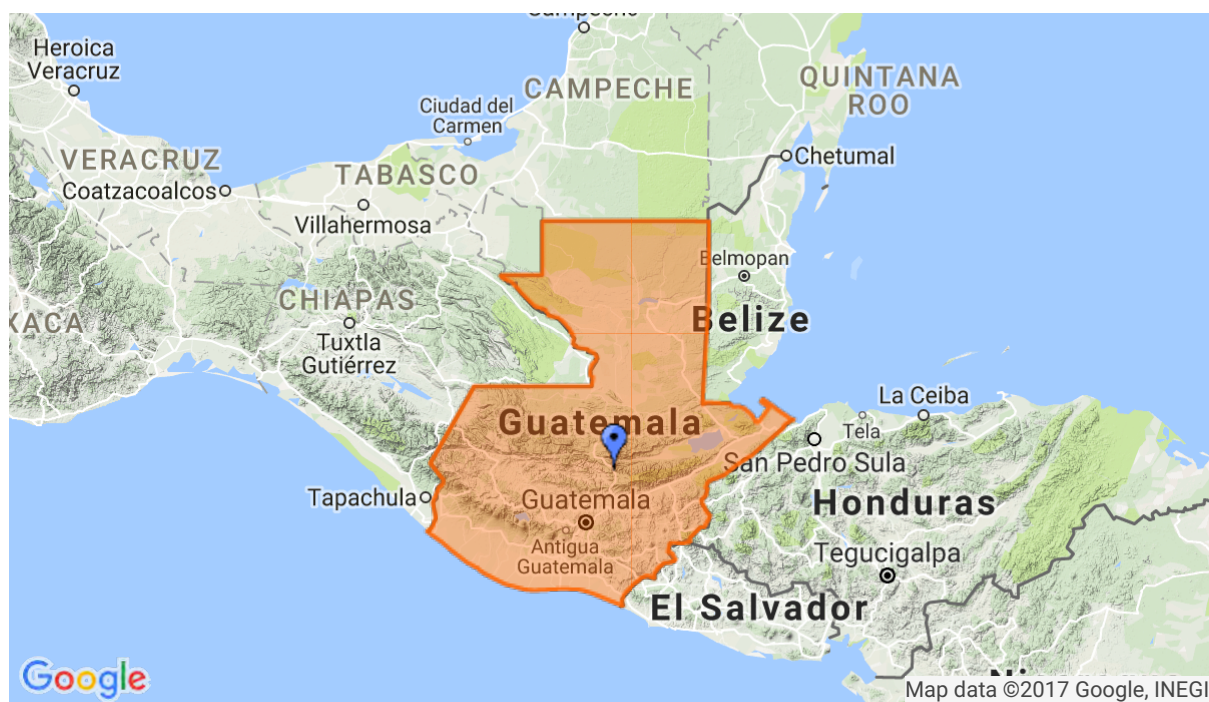 Campeche
Heroica
Veracruz
CAMPECHE
QUINTANA
ROO
Ciudad del
Carmen
VERACRUZ
Chetumal
Coatzacoalcos
TABASCO
Villahermosa
Belmopan
CHIAPAS
Belize
XACA
Tuxtla
Gutiérrez
La Ceiba
Guatemala
Tela
San Pedro Sula
Tapachula
Guatemala
Honduras
Antigua
Guatemala
Tegucigalpa
El Salvador
Google
Ni
Map data ©2017 Google, INEGI